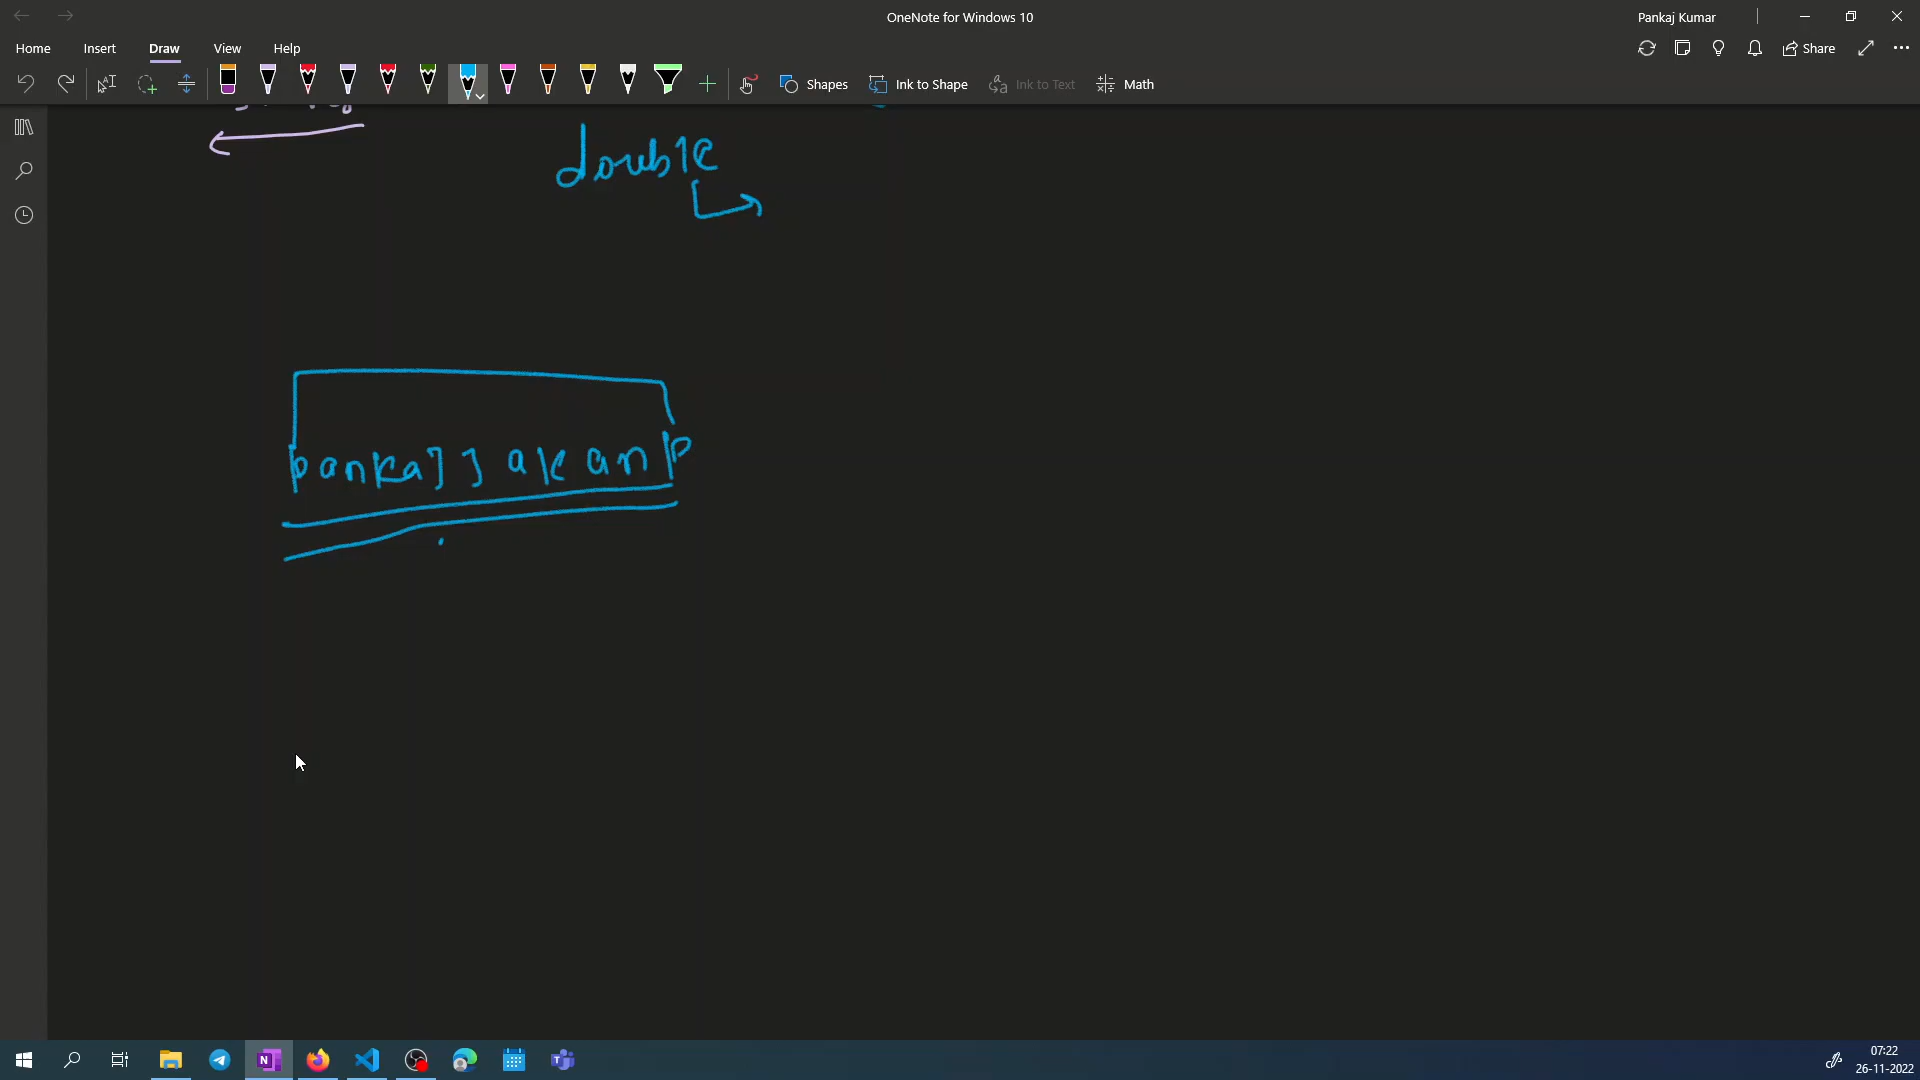 OneNote for Windows 10
Pankaj Kumar
Home Insert Draw View Help
Share
Shapes Ink to Shape Ink to Text Math
double
pankajjaknap
07:22
26-11-2022